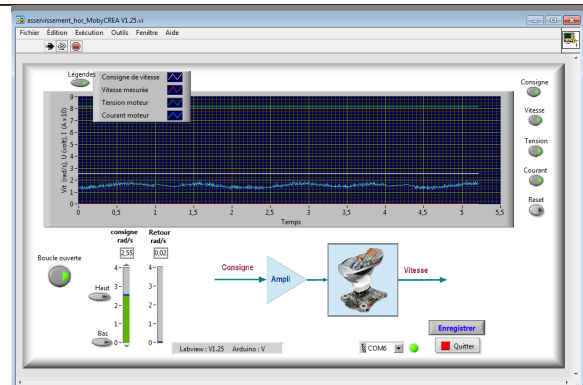 asservissement_hor_MobyCREA V1.25.vi
Fichier Édition Exécution Outils Fenêtre Aide
Légendes
Consigne de vitesse
Vitesse mesurée
Tension moteur
Courant moteur
Consigne
Vitesse
Tension
Courant
Reset
Vit (rad/s), U (volt), I (A x10)
9
8
7
6
5
4
3
2
1
0
0 0,5 1 1,5 2 2,5 3 3,5 4 4,5 5 5,5
Temps
Boucle ouverte
consigne rad/s
2,55
Retour rad/s
0,02
Haut
Bas
4
3
2
1
0
4
3
2
1
0
Consigne
Ampli
Vitesse
Labview : V1.25 Arduino : V
COM6
Enregistrer
Quitter